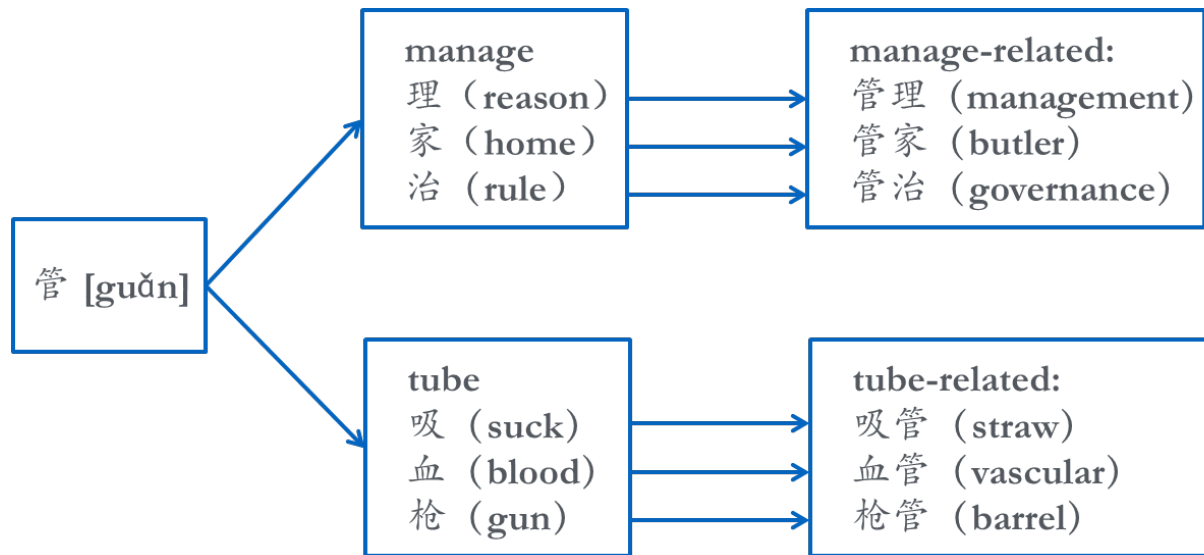 管 [guǎn]
manage
理（reason）
家（home）
治（rule）
manage-related:
管理（management）
管家（butler）
管治（governance）
tube
吸（suck）
血（blood）
枪（gun）
tube-related:
吸管（straw）
血管（vascular）
枪管（barrel）